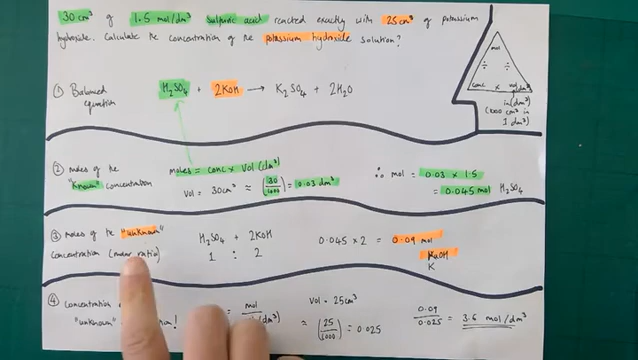 30 cm³ of 1.5 mol/dm³ sulfuric acid reacted exactly with 25cm³ of potassium
hydroxide. Calculate the concentration of the potassium hydroxide solution?
mol
÷ ÷
conc x vol(dm³)
in(dm³)
(1000 cm³ in
1 dm³)
① Balanced
equation
H₂SO₄ + 2KOH → K₂SO₄ + 2H₂O
② moles of the
"known" concentration
moles = conc x vol (dm³)
vol = 30cm³ ≈ (30/1000) = 0.03 dm³
∴ mol = 0.03 x 1.5
= 0.045 mol H₂SO₄
③ moles of the "unknown"
concentration (molar ratio)
H₂SO₄ + 2KOH
1 : 2
0.045 x 2 = 0.09 mol
OH
K
④ Concentration
"unknown"
= mol
(dm³)
vol = 25cm³
≈ (25/1000) = 0.025
0.09/0.025 = 3.6 mol/dm³